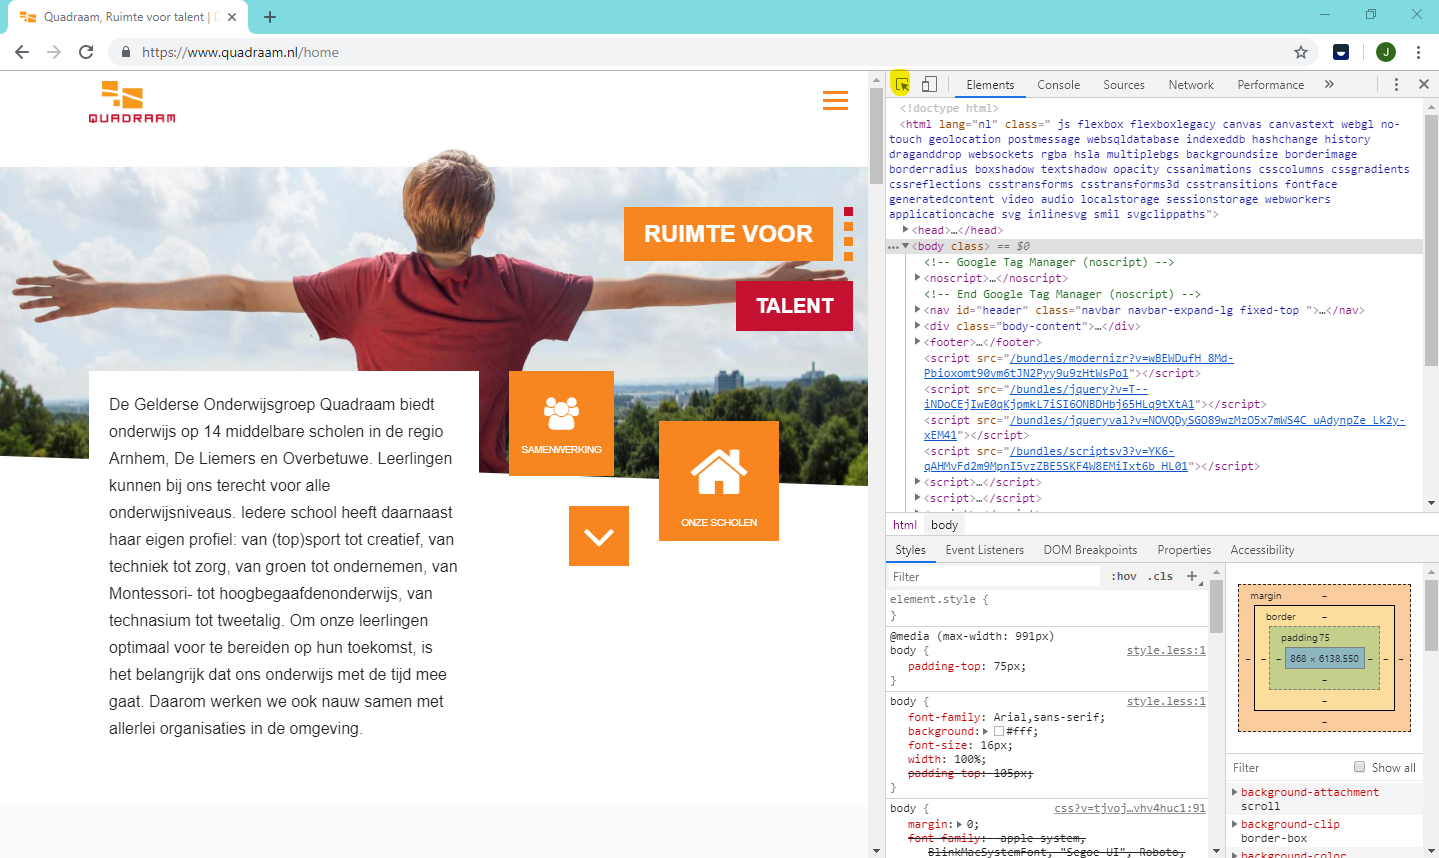 Quadraam, Ruimte voor talent |
https://www.quadraam.nl/home
J
QUADRAAM
RUIMTE VOOR
TALENT
De Gelderse Onderwijsgroep Quadraam biedt
onderwijs op 14 middelbare scholen in de regio
Arnhem, De Liemers en Overbetuwe. Leerlingen
kunnen bij ons terecht voor alle
onderwijsniveaus. Iedere school heeft daarnaast
haar eigen profiel: van (top)sport tot creatief, van
techniek tot zorg, van groen tot ondernemen, van
Montessori- tot hoogbegaafdenonderwijs, van
technasium tot tweetalig. Om onze leerlingen
optimaal voor te bereiden op hun toekomst, is
het belangrijk dat ons onderwijs met de tijd mee
gaat. Daarom werken we ook nauw samen met
allerlei organisaties in de omgeving.
SAMENWERKING
ONZE SCHOLEN
Elements Console Sources Network Performance »
<!doctype html>
<html lang="nl" class=" js flexbox flexboxlegacy canvas canvastext webgl no-
touch geolocation postmessage websqldatabase indexeddb hashchange history
draganddrop websockets rgba hsla multiplebgs backgroundsize borderimage
borderradius boxshadow textshadow opacity cssanimations csscolumns cssgradients
cssreflections csstransforms csstransforms3d csstransitions fontface
generatedcontent video audio localstorage sessionstorage webworkers
applicationcache svg inlinesvg smil svgclippaths">
<head>…</head>
<body class> == $0
<!-- Google Tag Manager (noscript) -->
<noscript>…</noscript>
<!-- End Google Tag Manager (noscript) -->
<nav id="header" class="navbar navbar-expand-lg fixed-top ">…</nav>
<div class="body-content">…</div>
<footer>…</footer>
<script src="/bundles/modernizr?v=wBEWDufH_8Md-
Pbioxomt90vm6tJN2Pyy9u9zHtWsPo1"></script>
<script src="/bundles/jquery?v=T--
iNDoCEjIwE0qKjpmkL7iSI6ONBDHbj65HLq9tXtA1"></script>
<script src="/bundles/jqueryval?v=NOVQDySGO89wzMzO5x7mWS4C_uAdynpZe_Lk2y-
xEM41"></script>
<script src="/bundles/scriptsv3?v=YK6-
qAHMvFd2m9MpnI5vzZBE5SKF4W8EMiIxt6b_HL01"></script>
<script>…</script>
<script>…</script>
html body
Styles Event Listeners DOM Breakpoints Properties Accessibility
Filter :hov .cls +
element.style {
}
@media (max-width: 991px)
body { style.less:1
padding-top: 75px;
}
body { style.less:1
font-family: Arial,sans-serif;
background: #fff;
font-size: 16px;
width: 100%;
padding-top: 105px;
}
body { css?v=tjvoj…vhv4huc1:91
margin: 0;
font-family: -apple-system,
BlinkMacSystemFont, "Segoe UI", Roboto,
margin –
border –
padding 75
– – – 868 × 6138.550 – – –
–
–
–
Filter Show all
background-attachment
scroll
background-clip
border-box
background-color